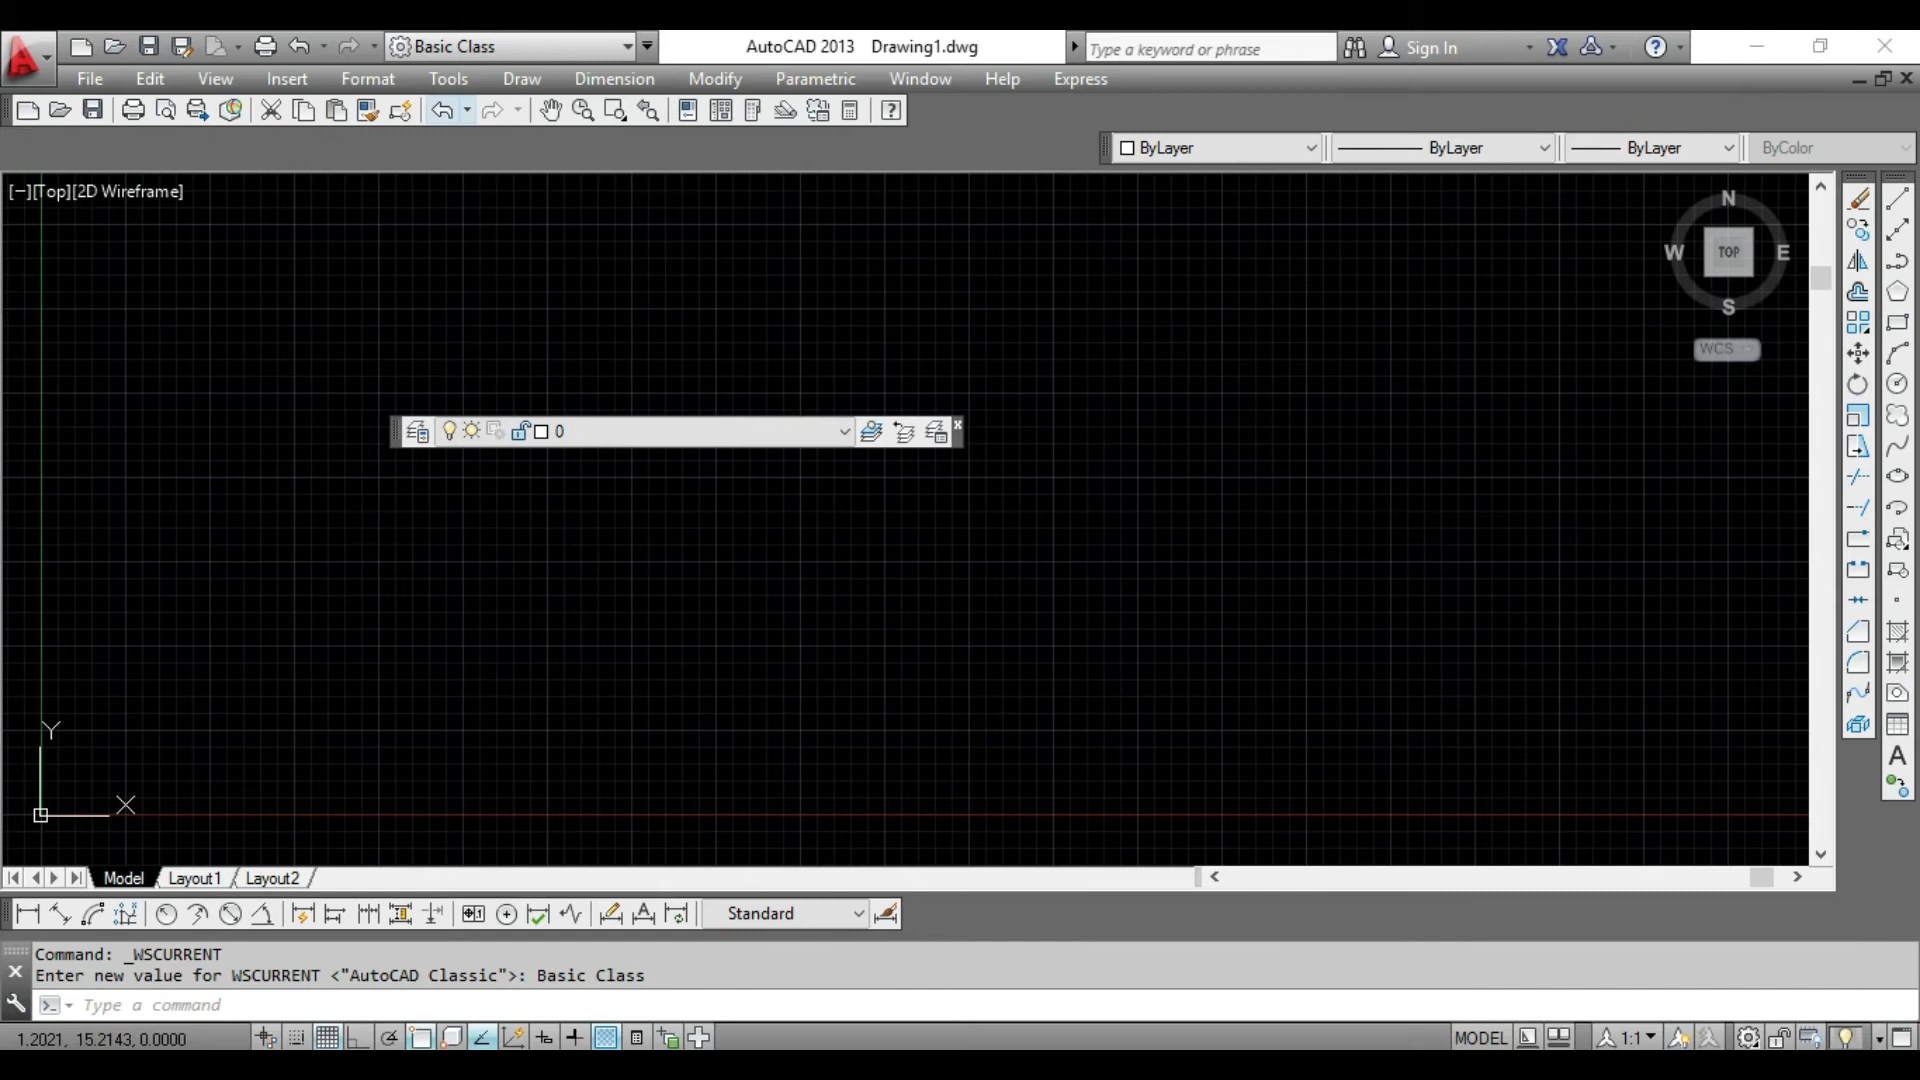 Basic Class
AutoCAD 2013 Drawing1.dwg
Type a keyword or phrase
Sign In
File Edit View Insert Format Tools Draw Dimension Modify Parametric Window Help Express
ByLayer ByLayer ByLayer ByColor
[−][Top][2D Wireframe]
N
W TOP E
S
WCS
0
Y
X
Model Layout1 Layout2
Standard
Command: _WSCURRENT
Enter new value for WSCURRENT <"AutoCAD Classic">: Basic Class
Type a command
1.2021, 15.2143, 0.0000
MODEL 1:1